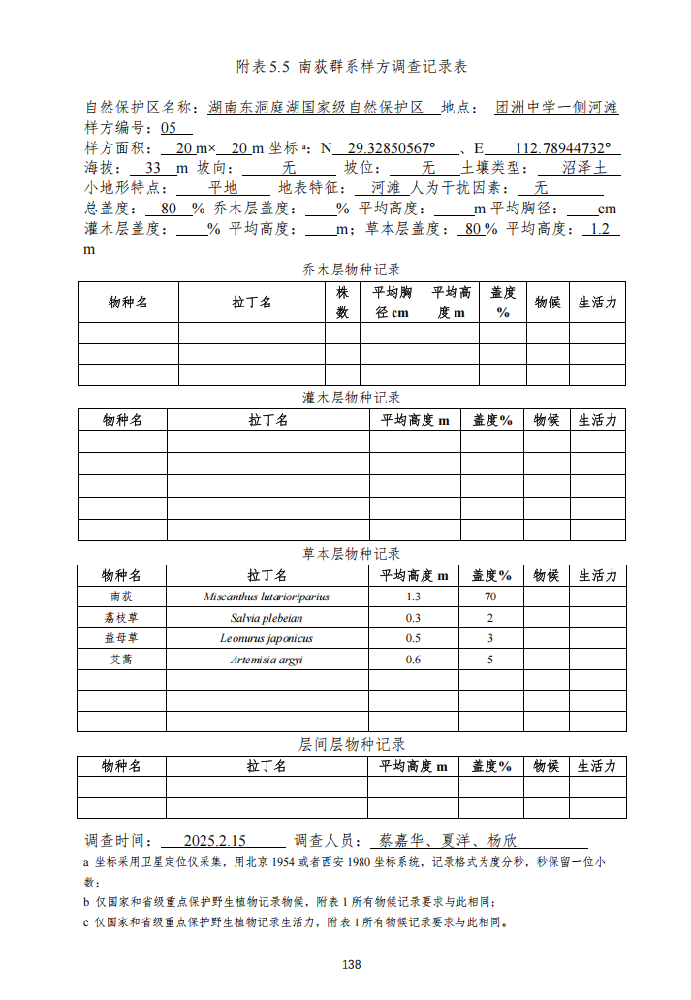 附表 5.5 南荻群系样方调查记录表
自然保护区名称：湖南东洞庭湖国家级自然保护区 地点： 团洲中学一侧河滩
样方编号：05
样方面积： 20 m× 20 m 坐标 a：N 29.32850567° 、E 112.78944732°
海拔： 33 m 坡向： 无 坡位： 无 土壤类型： 沼泽土
小地形特点： 平地 地表特征： 河滩 人为干扰因素： 无
总盖度： 80 % 乔木层盖度： % 平均高度： m 平均胸径： cm
灌木层盖度： % 平均高度： m；草本层盖度： 80 % 平均高度： 1.2
m
乔木层物种记录
物种名 拉丁名 株数 平均胸径 cm 平均高度 m 盖度% 物候 生活力
灌木层物种记录
物种名 拉丁名 平均高度 m 盖度% 物候 生活力
草本层物种记录
物种名 拉丁名 平均高度 m 盖度% 物候 生活力
南荻 Miscanthus lutarioriparius 1.3 70
荔枝草 Salvia plebeian 0.3 2
益母草 Leonurus japonicus 0.5 3
艾蒿 Artemisia argyi 0.6 5
层间层物种记录
物种名 拉丁名 平均高度 m 盖度% 物候 生活力
调查时间： 2025.2.15 调查人员： 蔡嘉华、夏洋、杨欣
a 坐标采用卫星定位仪采集，用北京 1954 或者西安 1980 坐标系统，记录格式为度分秒，秒保留一位小
数；
b 仅国家和省级重点保护野生植物记录物候，附表 1 所有物候记录要求与此相同；
c 仅国家和省级重点保护野生植物记录生活力，附表 1 所有物候记录要求与此相同。
138